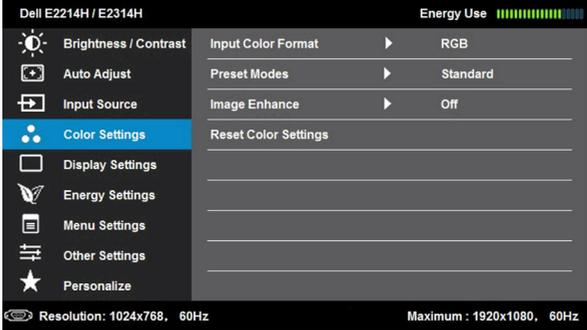 Dell E2214H / E2314H Energy Use
Brightness / Contrast Input Color Format RGB
Auto Adjust Preset Modes Standard
Input Source Image Enhance Off
Color Settings Reset Color Settings
Display Settings
Energy Settings
Menu Settings
Other Settings
Personalize
Resolution: 1024x768, 60Hz Maximum : 1920x1080, 60Hz